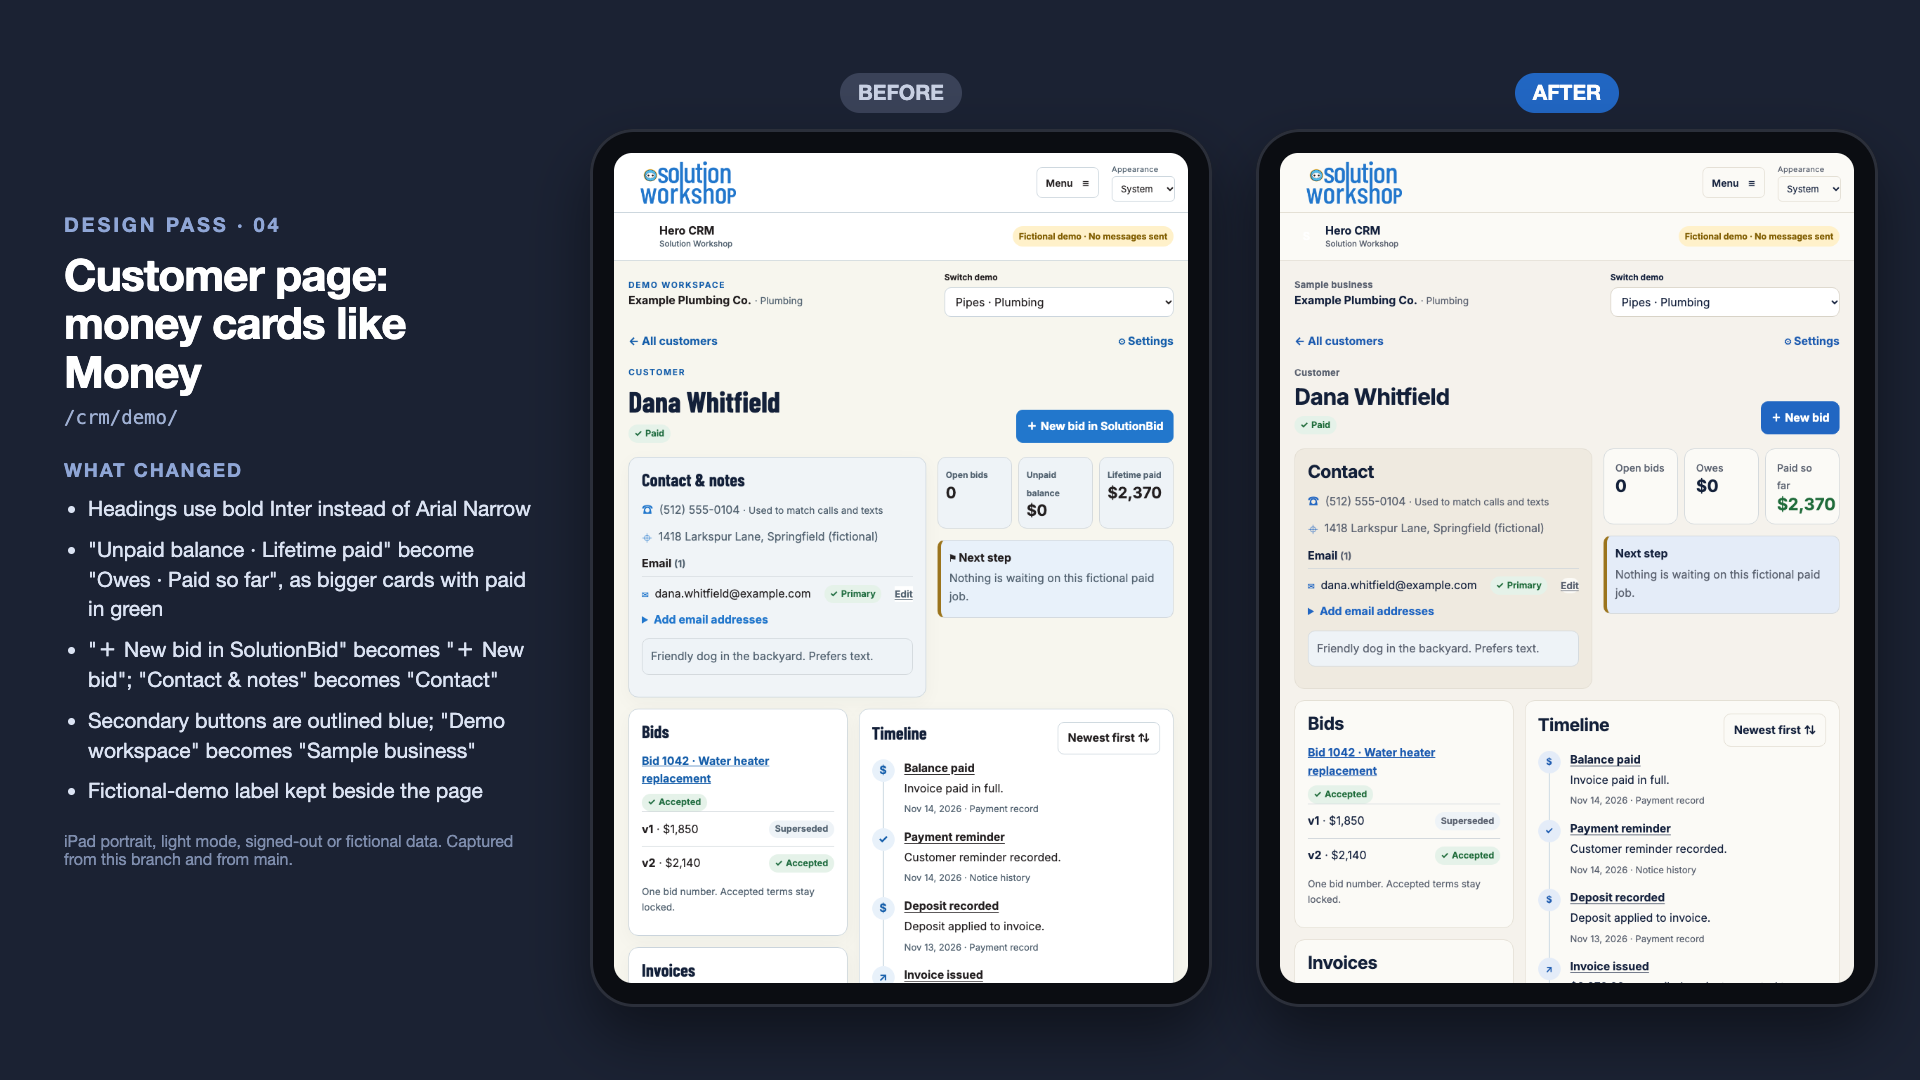 DESIGN PASS · 04
Customer page:
money cards like
Money
/crm/demo/
WHAT CHANGED
• Headings use bold Inter instead of Arial Narrow
• "Unpaid balance · Lifetime paid" become
"Owes · Paid so far", as bigger cards with paid
in green
• "＋ New bid in SolutionBid" becomes "＋ New
bid"; "Contact & notes" becomes "Contact"
• Secondary buttons are outlined blue; "Demo
workspace" becomes "Sample business"
• Fictional-demo label kept beside the page
iPad portrait, light mode, signed-out or fictional data. Captured
from this branch and from main.
BEFORE
solution
workshop
Menu ≡
Appearance
System
Hero CRM
Solution Workshop
Fictional demo · No messages sent
DEMO WORKSPACE
Example Plumbing Co. · Plumbing
Switch demo
Pipes · Plumbing
← All customers
⚙ Settings
CUSTOMER
Dana Whitfield
✓ Paid
＋ New bid in SolutionBid
Contact & notes
☎ (512) 555-0104 · Used to match calls and texts
⌖ 1418 Larkspur Lane, Springfield (fictional)
Email (1)
✉ dana.whitfield@example.com ✓ Primary Edit
▶ Add email addresses
Friendly dog in the backyard. Prefers text.
Open bids
0
Unpaid
balance
$0
Lifetime paid
$2,370
⚑ Next step
Nothing is waiting on this fictional paid
job.
Bids
Bid 1042 · Water heater
replacement
✓ Accepted
v1 · $1,850 Superseded
v2 · $2,140 ✓ Accepted
One bid number. Accepted terms stay
locked.
Invoices
Timeline
Newest first ⇅
$ Balance paid
Invoice paid in full.
Nov 14, 2026 · Payment record
✓ Payment reminder
Customer reminder recorded.
Nov 14, 2026 · Notice history
$ Deposit recorded
Deposit applied to invoice.
Nov 13, 2026 · Payment record
↗ Invoice issued
AFTER
solution
workshop
Menu ≡
Appearance
System
Hero CRM
Solution Workshop
Fictional demo · No messages sent
Sample business
Example Plumbing Co. · Plumbing
Switch demo
Pipes · Plumbing
← All customers
⚙ Settings
Customer
Dana Whitfield
✓ Paid
＋ New bid
Contact
☎ (512) 555-0104 · Used to match calls and texts
⌖ 1418 Larkspur Lane, Springfield (fictional)
Email (1)
✉ dana.whitfield@example.com ✓ Primary Edit
▶ Add email addresses
Friendly dog in the backyard. Prefers text.
Open bids
0
Owes
$0
Paid so
far
$2,370
Next step
Nothing is waiting on this fictional paid
job.
Bids
Bid 1042 · Water heater
replacement
✓ Accepted
v1 · $1,850 Superseded
v2 · $2,140 ✓ Accepted
One bid number. Accepted terms stay
locked.
Invoices
Timeline
Newest first ⇅
$ Balance paid
Invoice paid in full.
Nov 14, 2026 · Payment record
✓ Payment reminder
Customer reminder recorded.
Nov 14, 2026 · Notice history
$ Deposit recorded
Deposit applied to invoice.
Nov 13, 2026 · Payment record
↗ Invoice issued